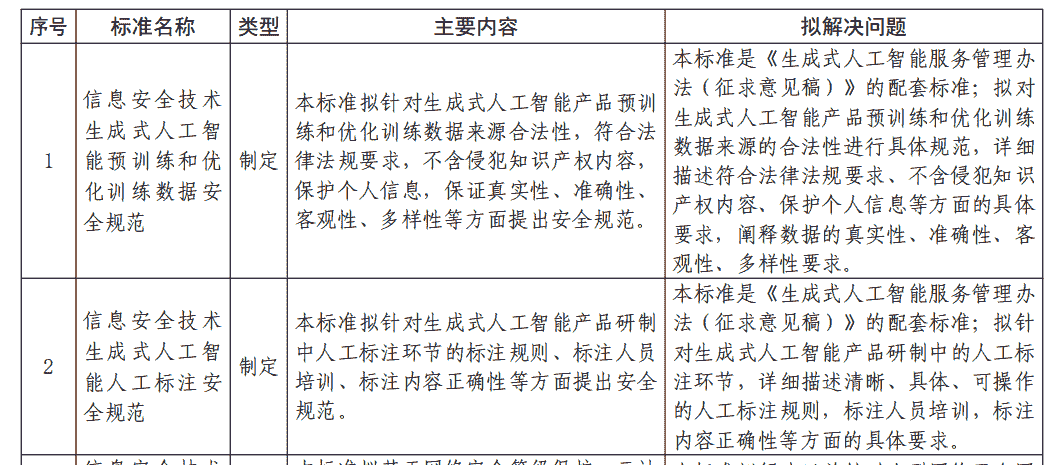 序号 标准名称 类型 主要内容 拟解决问题
1
信息安全技术
生成式人工智
能预训练和优
化训练数据安
全规范
制定
本标准拟针对生成式人工智能产品预训
练和优化训练数据来源合法性，符合法
律法规要求，不含侵犯知识产权内容，
保护个人信息，保证真实性、准确性、
客观性、多样性等方面提出安全规范。
本标准是《生成式人工智能服务管理办
法（征求意见稿）》的配套标准；拟对
生成式人工智能产品预训练和优化训练
数据来源的合法性进行具体规范，详细
描述符合法律法规要求、不含侵犯知识
产权内容、保护个人信息等方面的具体
要求，阐释数据的真实性、准确性、客
观性、多样性要求。
2
信息安全技术
生成式人工智
能人工标注安
全规范
制定
本标准拟针对生成式人工智能产品研制
中人工标注环节的标注规则、标注人员
培训、标注内容正确性等方面提出安全
规范。
本标准是《生成式人工智能服务管理办
法（征求意见稿）》的配套标准；拟针
对生成式人工智能产品研制中的人工标
注环节，详细描述清晰、具体、可操作
的人工标注规则，标注人员培训，标注
内容正确性等方面的具体要求。